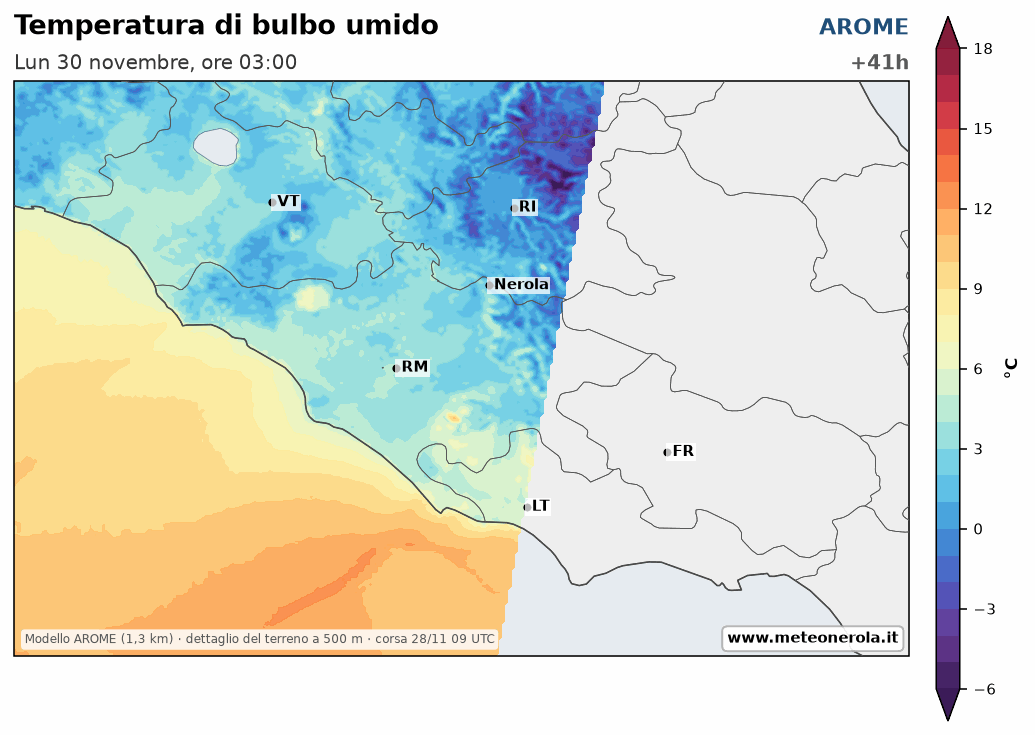 Temperatura di bulbo umido
AROME
Lun 30 novembre, ore 03:00
+41h
18
15
12
9
6
3
0
−3
−6
°C
VT
RI
Nerola
RM
FR
LT
Modello AROME (1,3 km) · dettaglio del terreno a 500 m · corsa 28/11 09 UTC
www.meteonerola.it